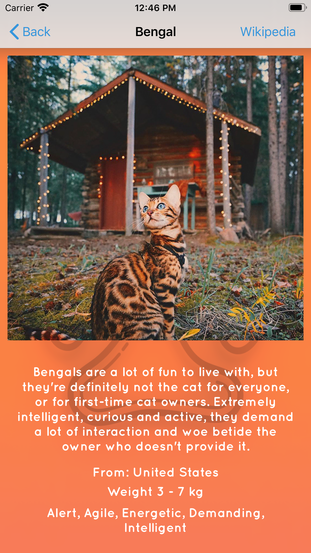 Carrier 12:46 PM
Back Bengal Wikipedia
Bengals are a lot of fun to live with, but
they're definitely not the cat for everyone,
or for first-time cat owners. Extremely
intelligent, curious and active, they demand
a lot of interaction and woe betide the
owner who doesn't provide it.
From: United States
Weight 3 - 7 kg
Alert, Agile, Energetic, Demanding,
Intelligent